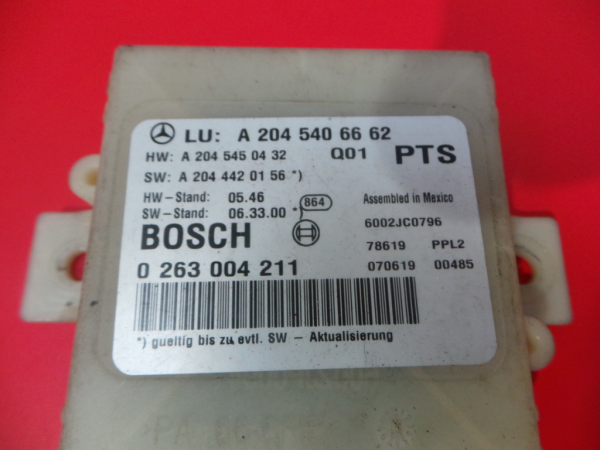 LU: A 204 540 66 62
HW: A 204 545 04 32 Q01 PTS
SW: A 204 442 01 56 *)
HW-Stand: 05.46 864 Assembled in Mexico
SW-Stand: 06.33.00 *) 6002JC0796
BOSCH 78619 PPL2
0 263 004 211 070619 00485
*) gueltig bis zu evtl. SW - Aktualisierung